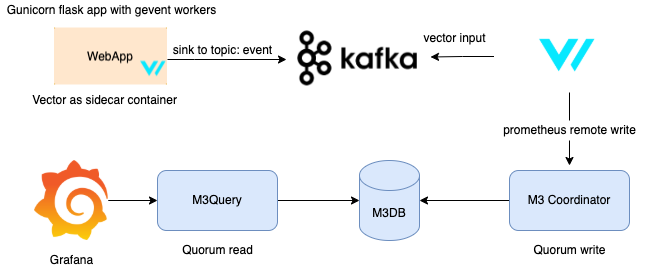 Gunicorn flask app with gevent workers
WebApp
sink to topic: event
kafka
vector input
Vector as sidecar container
prometheus remote write
M3Query
M3DB
M3 Coordinator
Grafana
Quorum read
Quorum write